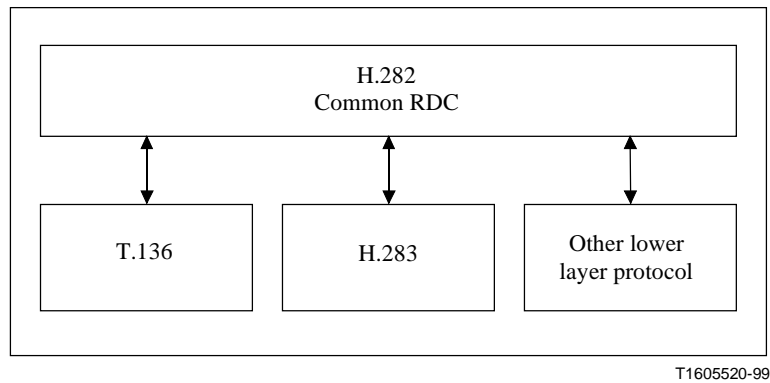 H.282
Common RDC
T.136
H.283
Other lower
layer protocol
T1605520-99